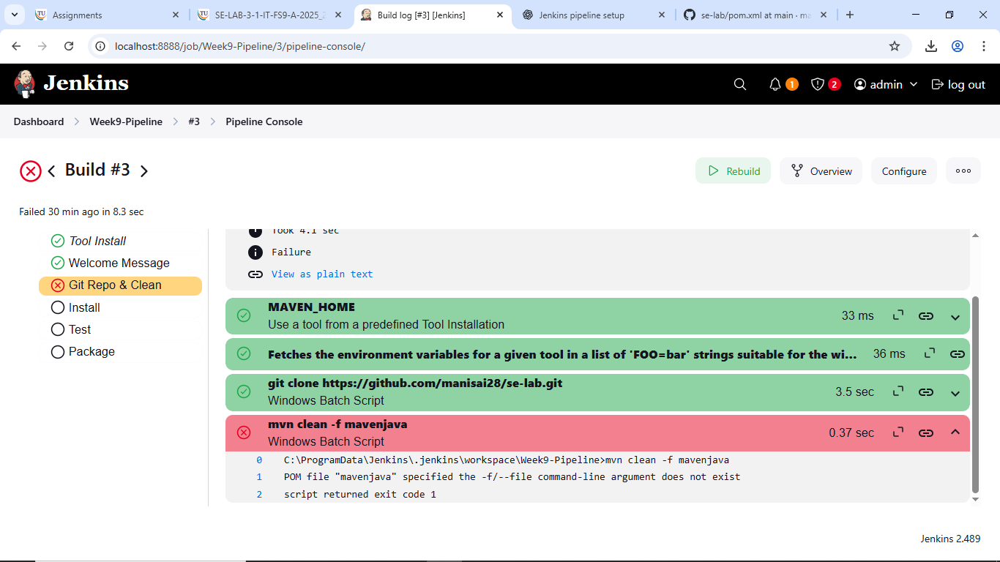 Assignments
SE-LAB-3-1-IT-FS9-A-2025_2
Build log [#3] [Jenkins]
Jenkins pipeline setup
se-lab/pom.xml at main · ma
localhost:8888/job/Week9-Pipeline/3/pipeline-console/
Jenkins
1
2
admin
log out
Dashboard
Week9-Pipeline
#3
Pipeline Console
Build #3
Rebuild
Overview
Configure
Failed 30 min ago in 8.3 sec
Tool Install
Welcome Message
Git Repo & Clean
Install
Test
Package
Took 4.1 sec
Failure
View as plain text
MAVEN_HOME
Use a tool from a predefined Tool Installation
33 ms
Fetches the environment variables for a given tool in a list of 'FOO=bar' strings suitable for the wi...
36 ms
git clone https://github.com/manisai28/se-lab.git
Windows Batch Script
3.5 sec
mvn clean -f mavenjava
Windows Batch Script
0.37 sec
0 C:\ProgramData\Jenkins\.jenkins\workspace\Week9-Pipeline>mvn clean -f mavenjava
1 POM file "mavenjava" specified the -f/--file command-line argument does not exist
2 script returned exit code 1
Jenkins 2.489